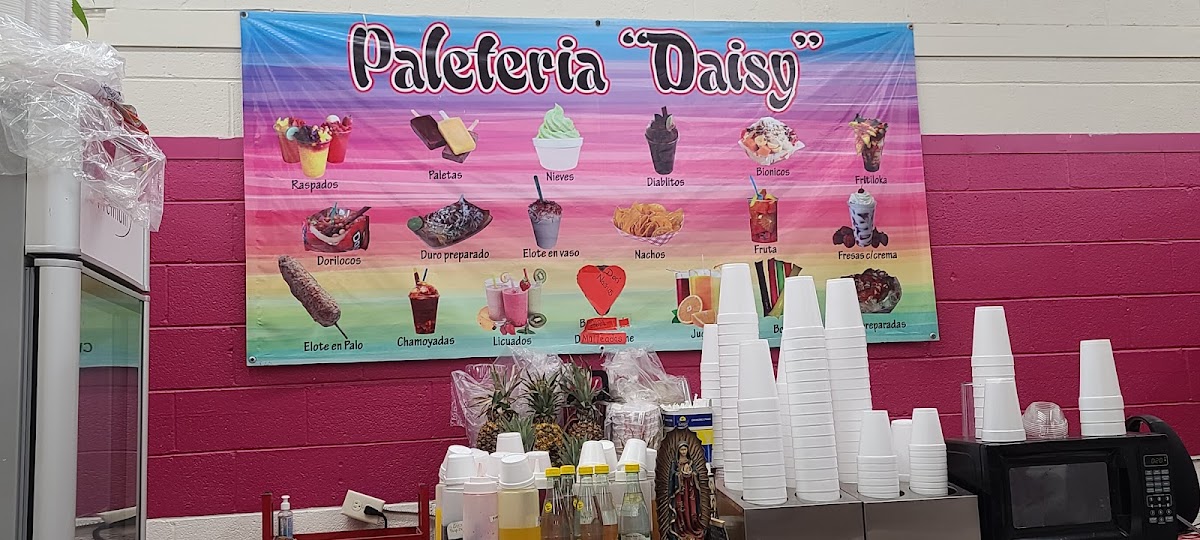 Paleteria “Daisy”
Raspados
Paletas
Nieves
Diablitos
Bionicos
Frutiloka
Dorilocos
Duro preparado
Elote en vaso
Nachos
Fruta
Fresas c/crema
Elote en Palo
Chamoyadas
Licuados